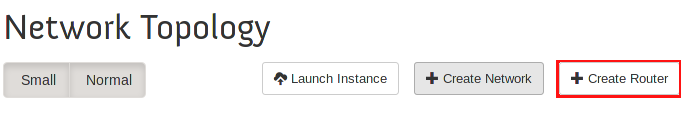 Network Topology
Small Normal Launch Instance Create Network Create Router